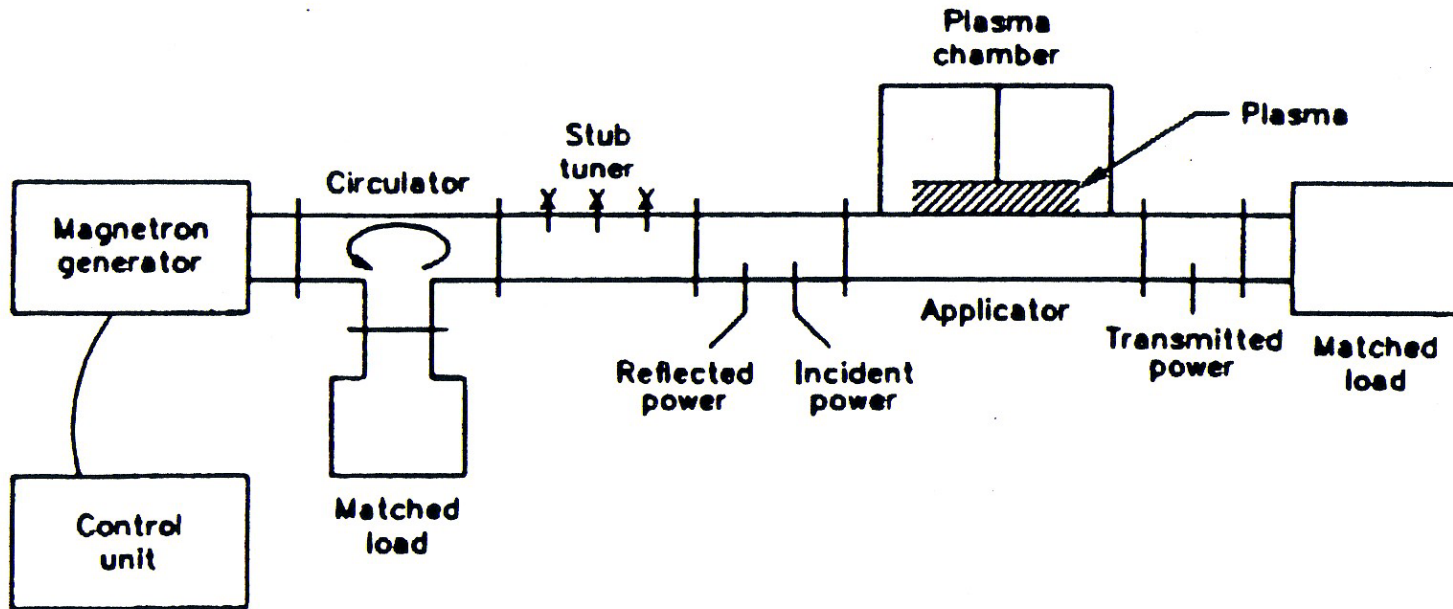 Plasma
chamber
Plasma
Stub
tuner
Circulator
Magnetron
generator
Applicator
Reflected
power
Incident
power
Transmitted
power
Matched
load
Matched
load
Control
unit